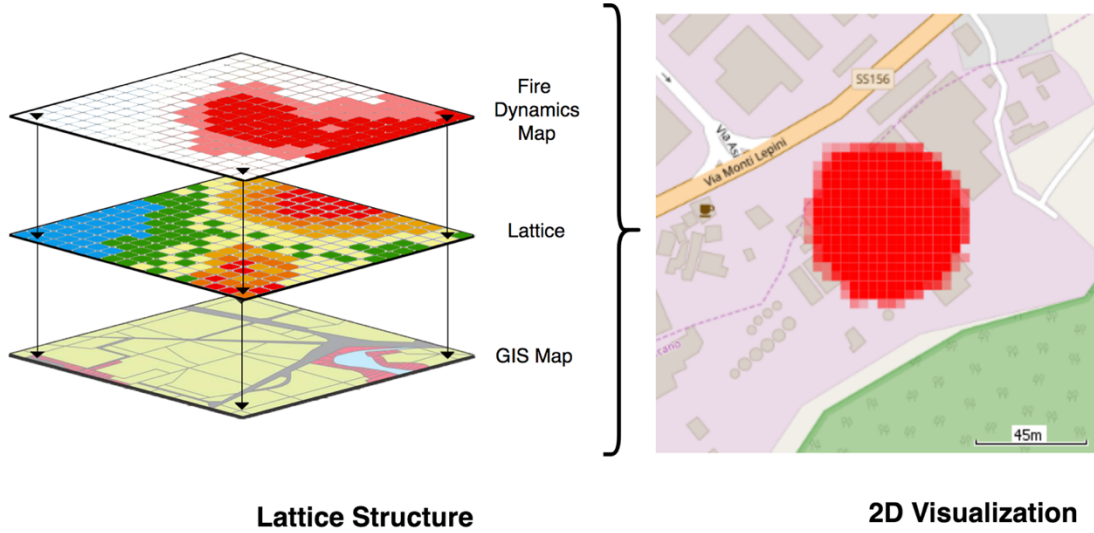 Fire
Dynamics
Map
Lattice
GIS Map
Lattice Structure
SS156
Via Monti Lepini
45m
2D Visualization